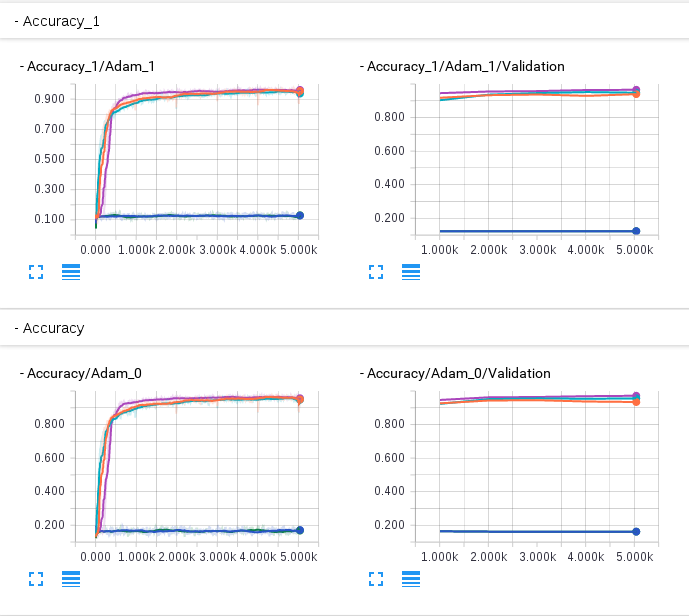 - Accuracy_1
- Accuracy_1/Adam_1
- Accuracy_1/Adam_1/Validation
0.900
0.700
0.500
0.300
0.100
0.000 1.000k 2.000k 3.000k 4.000k 5.000k
0.800
0.600
0.400
0.200
1.000k 2.000k 3.000k 4.000k 5.000k
- Accuracy
- Accuracy/Adam_0
- Accuracy/Adam_0/Validation
0.800
0.600
0.400
0.200
0.000 1.000k 2.000k 3.000k 4.000k 5.000k
0.800
0.600
0.400
0.200
1.000k 2.000k 3.000k 4.000k 5.000k